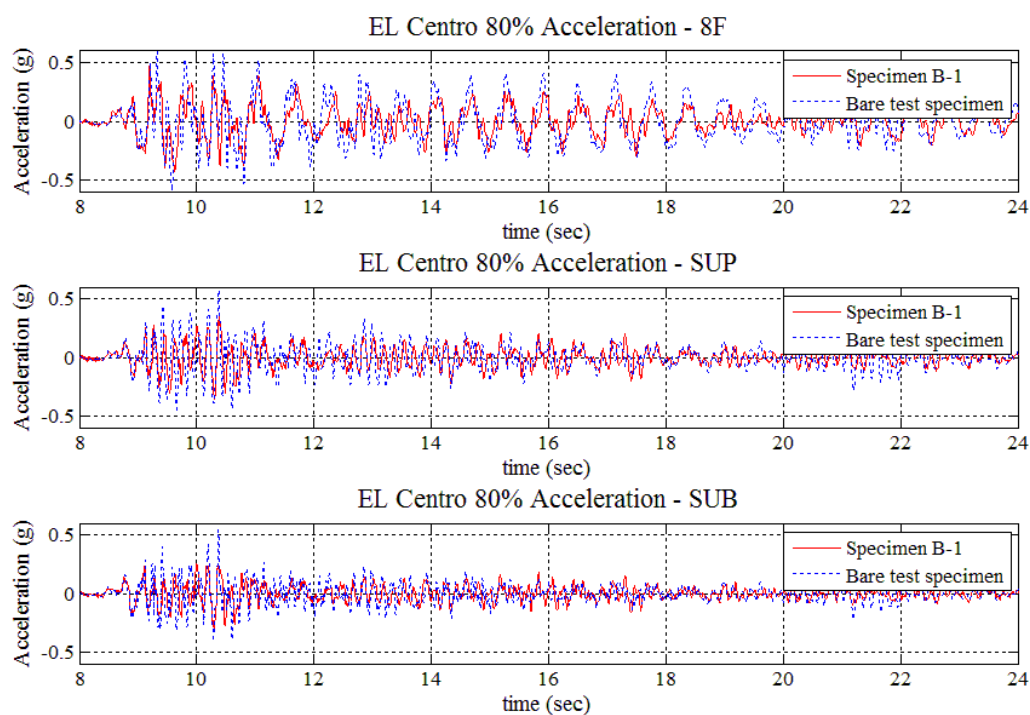 EL Centro 80% Acceleration - 8F
Acceleration (g)
0.5
0
-0.5
Specimen B-1
Bare test specimen
8 10 12 14 16 18 20 22 24
time (sec)
EL Centro 80% Acceleration - SUP
Acceleration (g)
0.5
0
-0.5
Specimen B-1
Bare test specimen
8 10 12 14 16 18 20 22 24
time (sec)
EL Centro 80% Acceleration - SUB
Acceleration (g)
0.5
0
-0.5
Specimen B-1
Bare test specimen
8 10 12 14 16 18 20 22 24
time (sec)